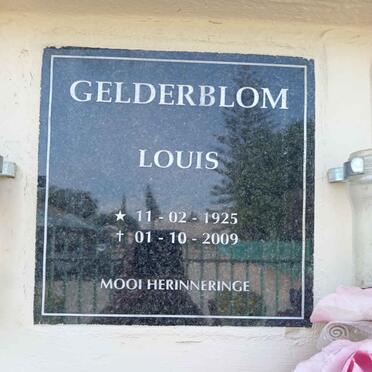 GELDERBLOM
LOUIS
★ 11 - 02 - 1925
✝ 01 - 10 - 2009
MOOI HERINNERINGE